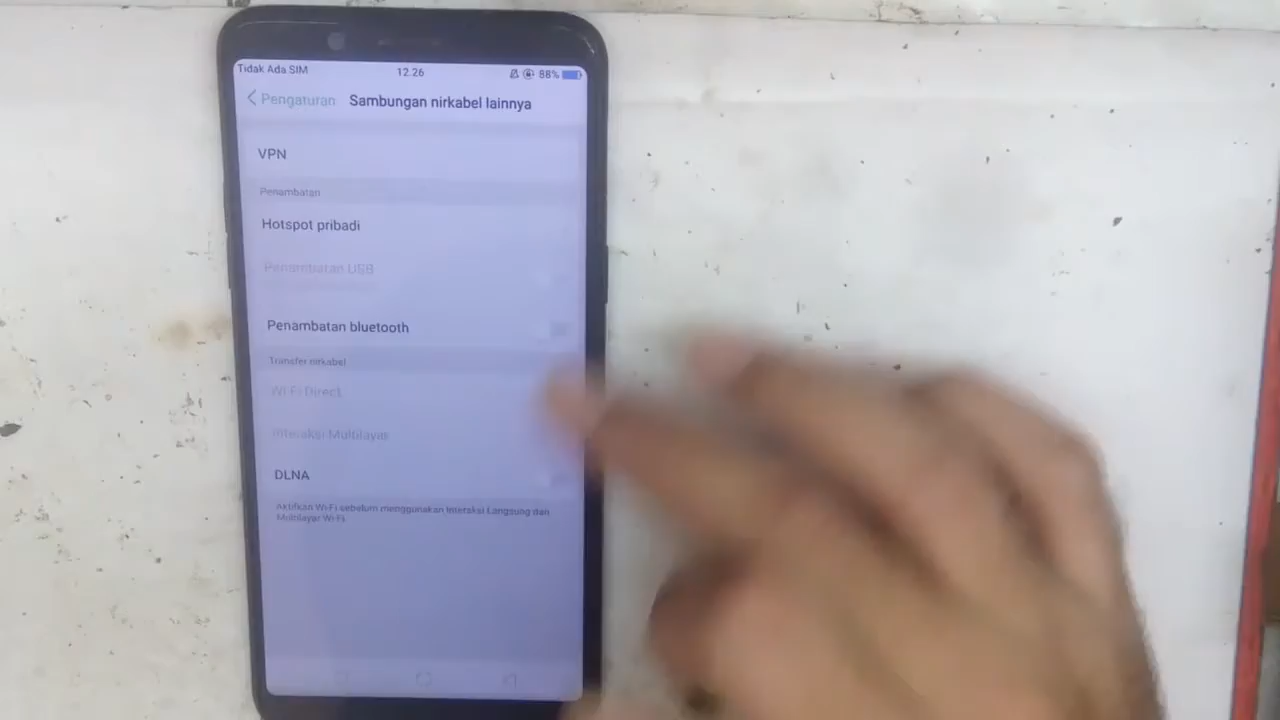 Tidak Ada SIM 12.26 88%
Pengaturan Sambungan nirkabel lainnya
VPN
Penambatan
Hotspot pribadi
Penambatan USB
Penambatan bluetooth
Transfer nirkabel
Wi-Fi Direct
Interaksi Multilayar
DLNA
Aktifkan Wi-Fi sebelum menggunakan Interaksi Langsung dan
Multilayar Wi-Fi.